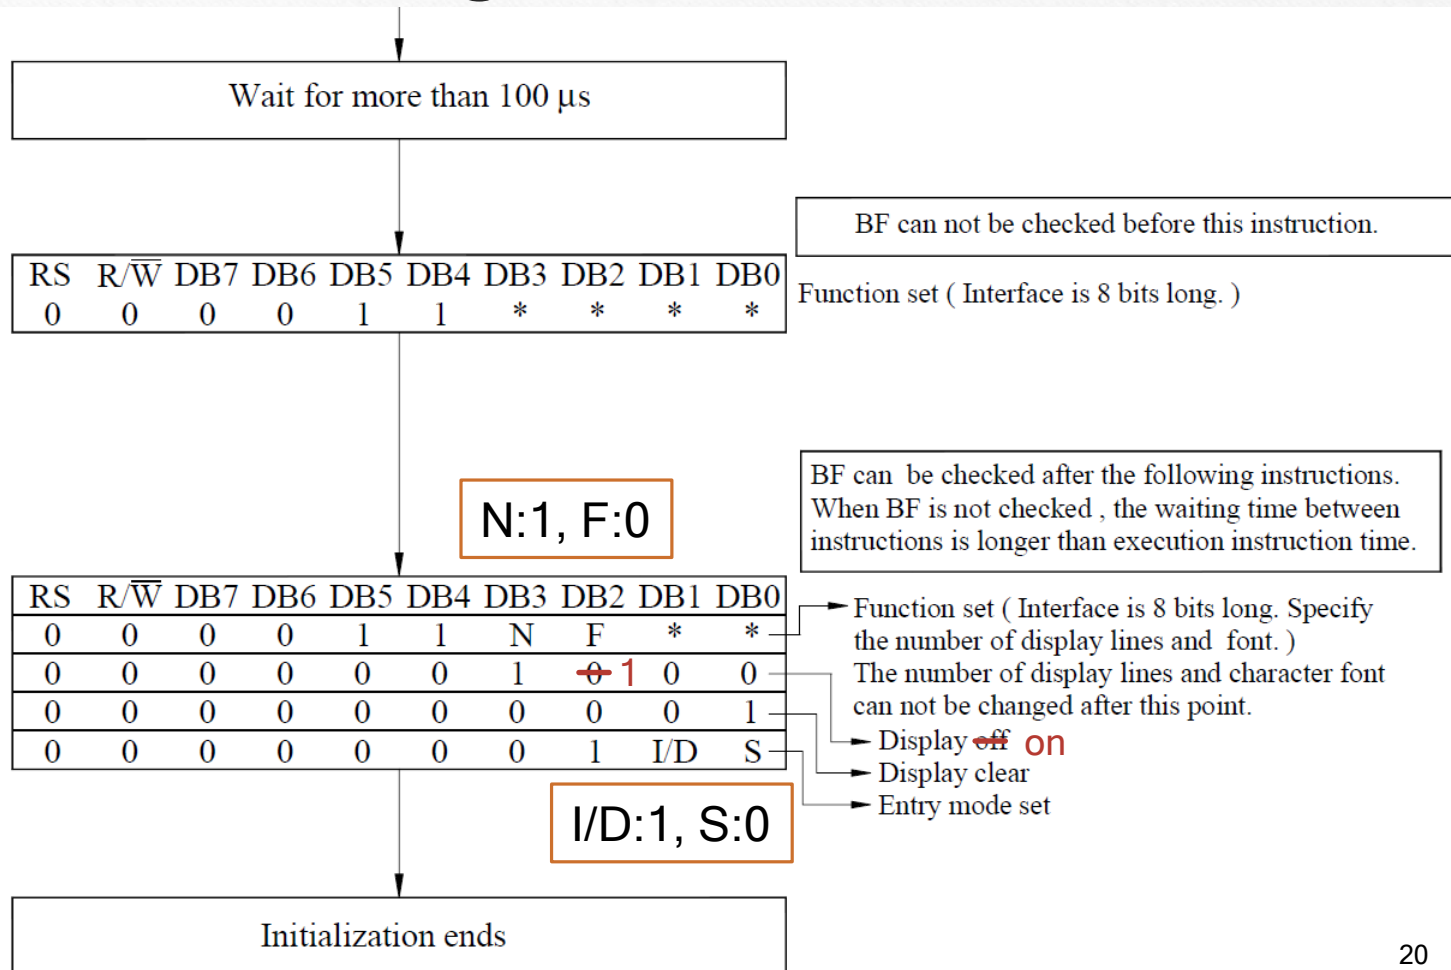 Wait for more than 100 μs
BF can not be checked before this instruction.
RS R/W̅ DB7 DB6 DB5 DB4 DB3 DB2 DB1 DB0
0 0 0 0 1 1 * * * *
Function set ( Interface is 8 bits long. )
N:1, F:0
BF can be checked after the following instructions.
When BF is not checked , the waiting time between
instructions is longer than execution instruction time.
RS R/W̅ DB7 DB6 DB5 DB4 DB3 DB2 DB1 DB0
0 0 0 0 1 1 N F * *
0 0 0 0 0 0 1 0 1 0 0
0 0 0 0 0 0 0 0 0 1
0 0 0 0 0 0 0 1 I/D S
Function set ( Interface is 8 bits long. Specify
the number of display lines and font. )
The number of display lines and character font
can not be changed after this point.
Display off on
Display clear
Entry mode set
I/D:1, S:0
Initialization ends
20